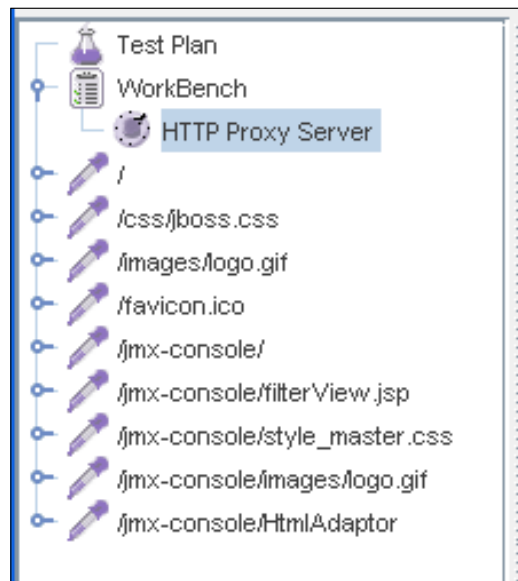 Test Plan
WorkBench
HTTP Proxy Server
/
/css/jboss.css
/images/logo.gif
/favicon.ico
/jmx-console/
/jmx-console/filterView.jsp
/jmx-console/style_master.css
/jmx-console/images/logo.gif
/jmx-console/HtmlAdaptor